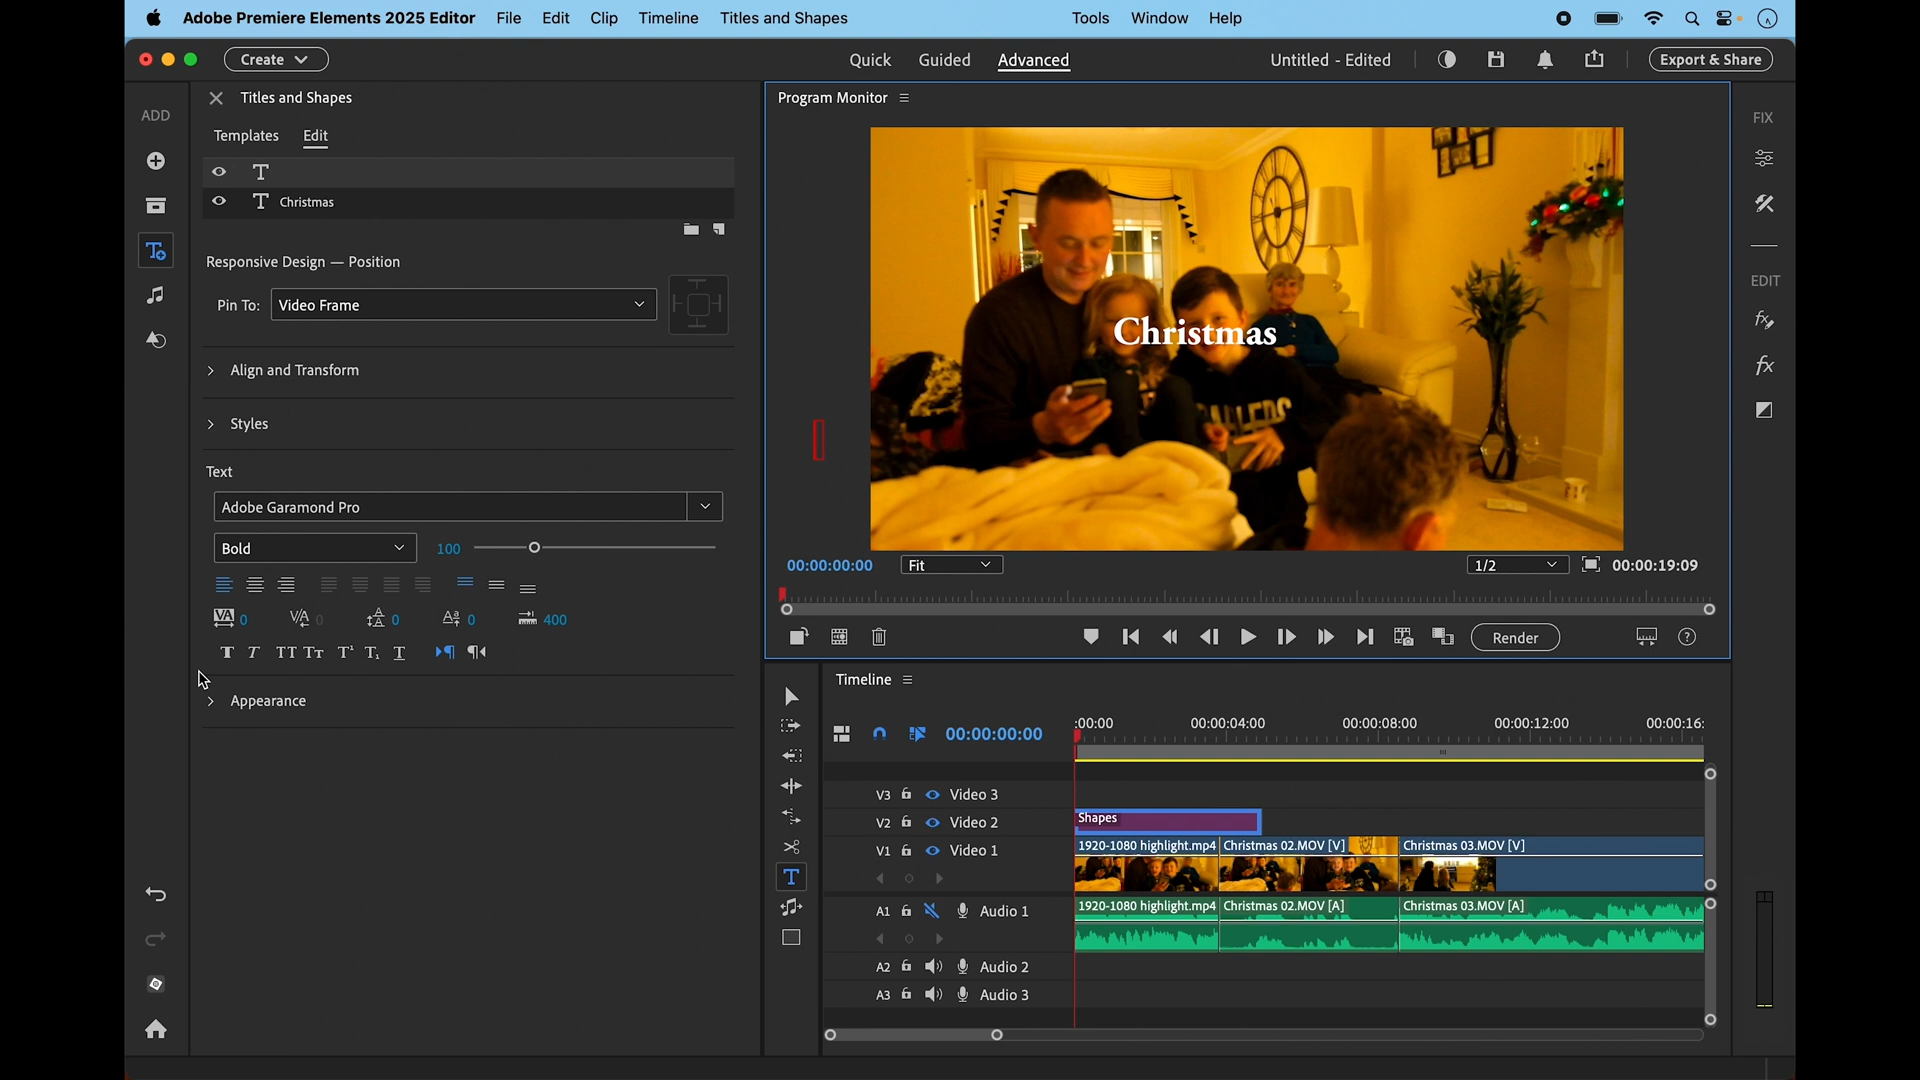 Adobe Premiere Elements 2025 Editor File Edit Clip Timeline Titles and Shapes Tools Window Help
Create Quick Guided Advanced Untitled - Edited Export & Share
ADD
Titles and Shapes
Templates Edit
T
T Christmas
Responsive Design — Position
Pin To: Video Frame
Align and Transform
Styles
Text
Adobe Garamond Pro
Bold 100
0 0 0 0 400
Appearance
Program Monitor
Christmas
00:00:00:00 Fit 1/2 00:00:19:09
Render
FIX
EDIT
Timeline
00:00:00:00 :00:00 00:00:04:00 00:00:08:00 00:00:12:00 00:00:16:
V3 Video 3
V2 Video 2 Shapes
V1 Video 1 1920-1080 highlight.mp4 Christmas 02.MOV [V] Christmas 03.MOV [V]
A1 Audio 1 1920-1080 highlight.mp4 Christmas 02.MOV [A] Christmas 03.MOV [A]
A2 Audio 2
A3 Audio 3